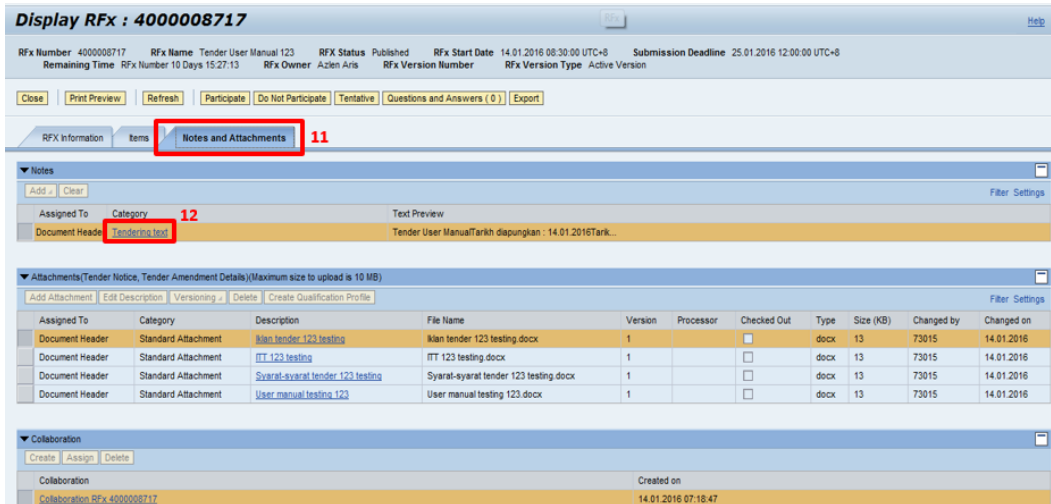 Display RFx : 4000008717
RFx
Help
RFx Number 4000008717 RFx Name Tender User Manual 123 RFX Status Published RFx Start Date 14.01.2016 08:30:00 UTC+8 Submission Deadline 25.01.2016 12:00:00 UTC+8
Remaining Time RFx Number 10 Days 15:27:13 RFx Owner Azlen Aris RFx Version Number RFx Version Type Active Version
Close Print Preview Refresh Participate Do Not Participate Tentative Questions and Answers ( 0 ) Export
RFX Information Items Notes and Attachments 11
Notes
Add Clear Filter Settings
Assigned To Category 12 Text Preview
Document Heade Tendering text Tender User ManualTarikh diapungkan : 14.01.2016Tarik...
Attachments(Tender Notice, Tender Amendment Details)(Maximum size to upload is 10 MB)
Add Attachment Edit Description Versioning Delete Create Qualification Profile Filter Settings
Assigned To Category Description File Name Version Processor Checked Out Type Size (KB) Changed by Changed on
Document Header Standard Attachment Iklan tender 123 testing Iklan tender 123 testing.docx 1 docx 13 73015 14.01.2016
Document Header Standard Attachment ITT 123 testing ITT 123 testing.docx 1 docx 13 73015 14.01.2016
Document Header Standard Attachment Syarat-syarat tender 123 testing Syarat-syarat tender 123 testing.docx 1 docx 13 73015 14.01.2016
Document Header Standard Attachment User manual testing 123 User manual testing 123.docx 1 docx 13 73015 14.01.2016
Collaboration
Create Assign Delete
Collaboration Created on
Collaboration RFx 4000008717 14.01.2016 07:18:47